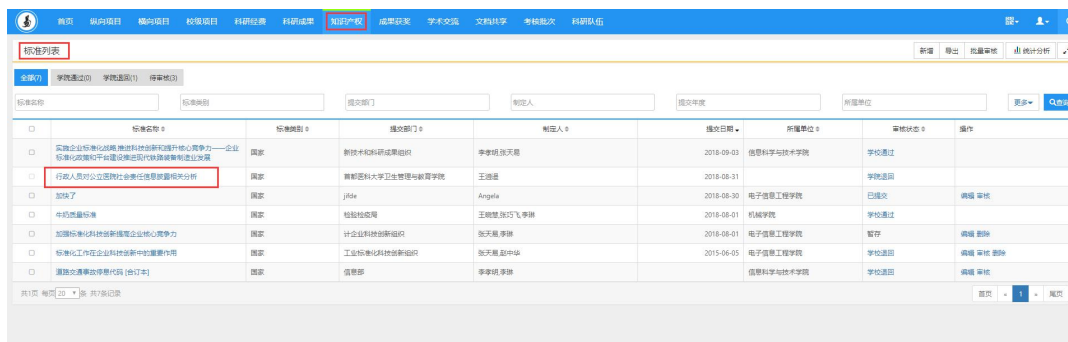 首页 纵向项目 横向项目 校级项目 科研经费 科研成果 知识产权 成果获奖 学术交流 文档共享 考核批次 科研队伍
标准列表 新增 导出 批量审核 统计分析
全部(7) 学院通过(0) 学院退回(1) 待审核(3)
标准名称 标准类别 提交部门 制定人 提交年度 所属单位 更多 查询
标准名称 标准类别 提交部门 制定人 提交日期 所属单位 审核状态 操作
实施企业标准化战略,推进科技创新和提升核心竞争力——企业
标准化政策和平台建设推进现代铁路装备制造业发展 国家 新技术和科研成果组织 李孝明,张天易 2018-09-03 信息科学与技术学院 学校通过
行政人员对公立医院社会责任信息披露相关分析 国家 首都医科大学卫生管理与教育学院 王逍遥 2018-08-31 学院退回
加快了 国家 jifde Angela 2018-08-30 电子信息工程学院 已提交 编辑 审核
牛奶质量标准 国家 检验检疫局 王晓慧,张巧飞,李琳 2018-08-01 机械学院 学校通过
加强标准化科技创新提高企业核心竞争力 国家 计企业科技创新组织 张天易,李琳 2018-08-01 电子信息工程学院 暂存 编辑 删除
标准化工作在企业科技创新中的重要作用 国家 工业标准化科技创新组织 张天易,赵中华 2015-06-05 电子信息工程学院 学校退回 编辑 审核 删除
道路交通事故信息代码 [合订本] 国家 信息部 李孝明,李琳 信息科学与技术学院 学校退回 编辑 审核
共1页 每页 20 条 共7条记录 首页 « 1 » 尾页